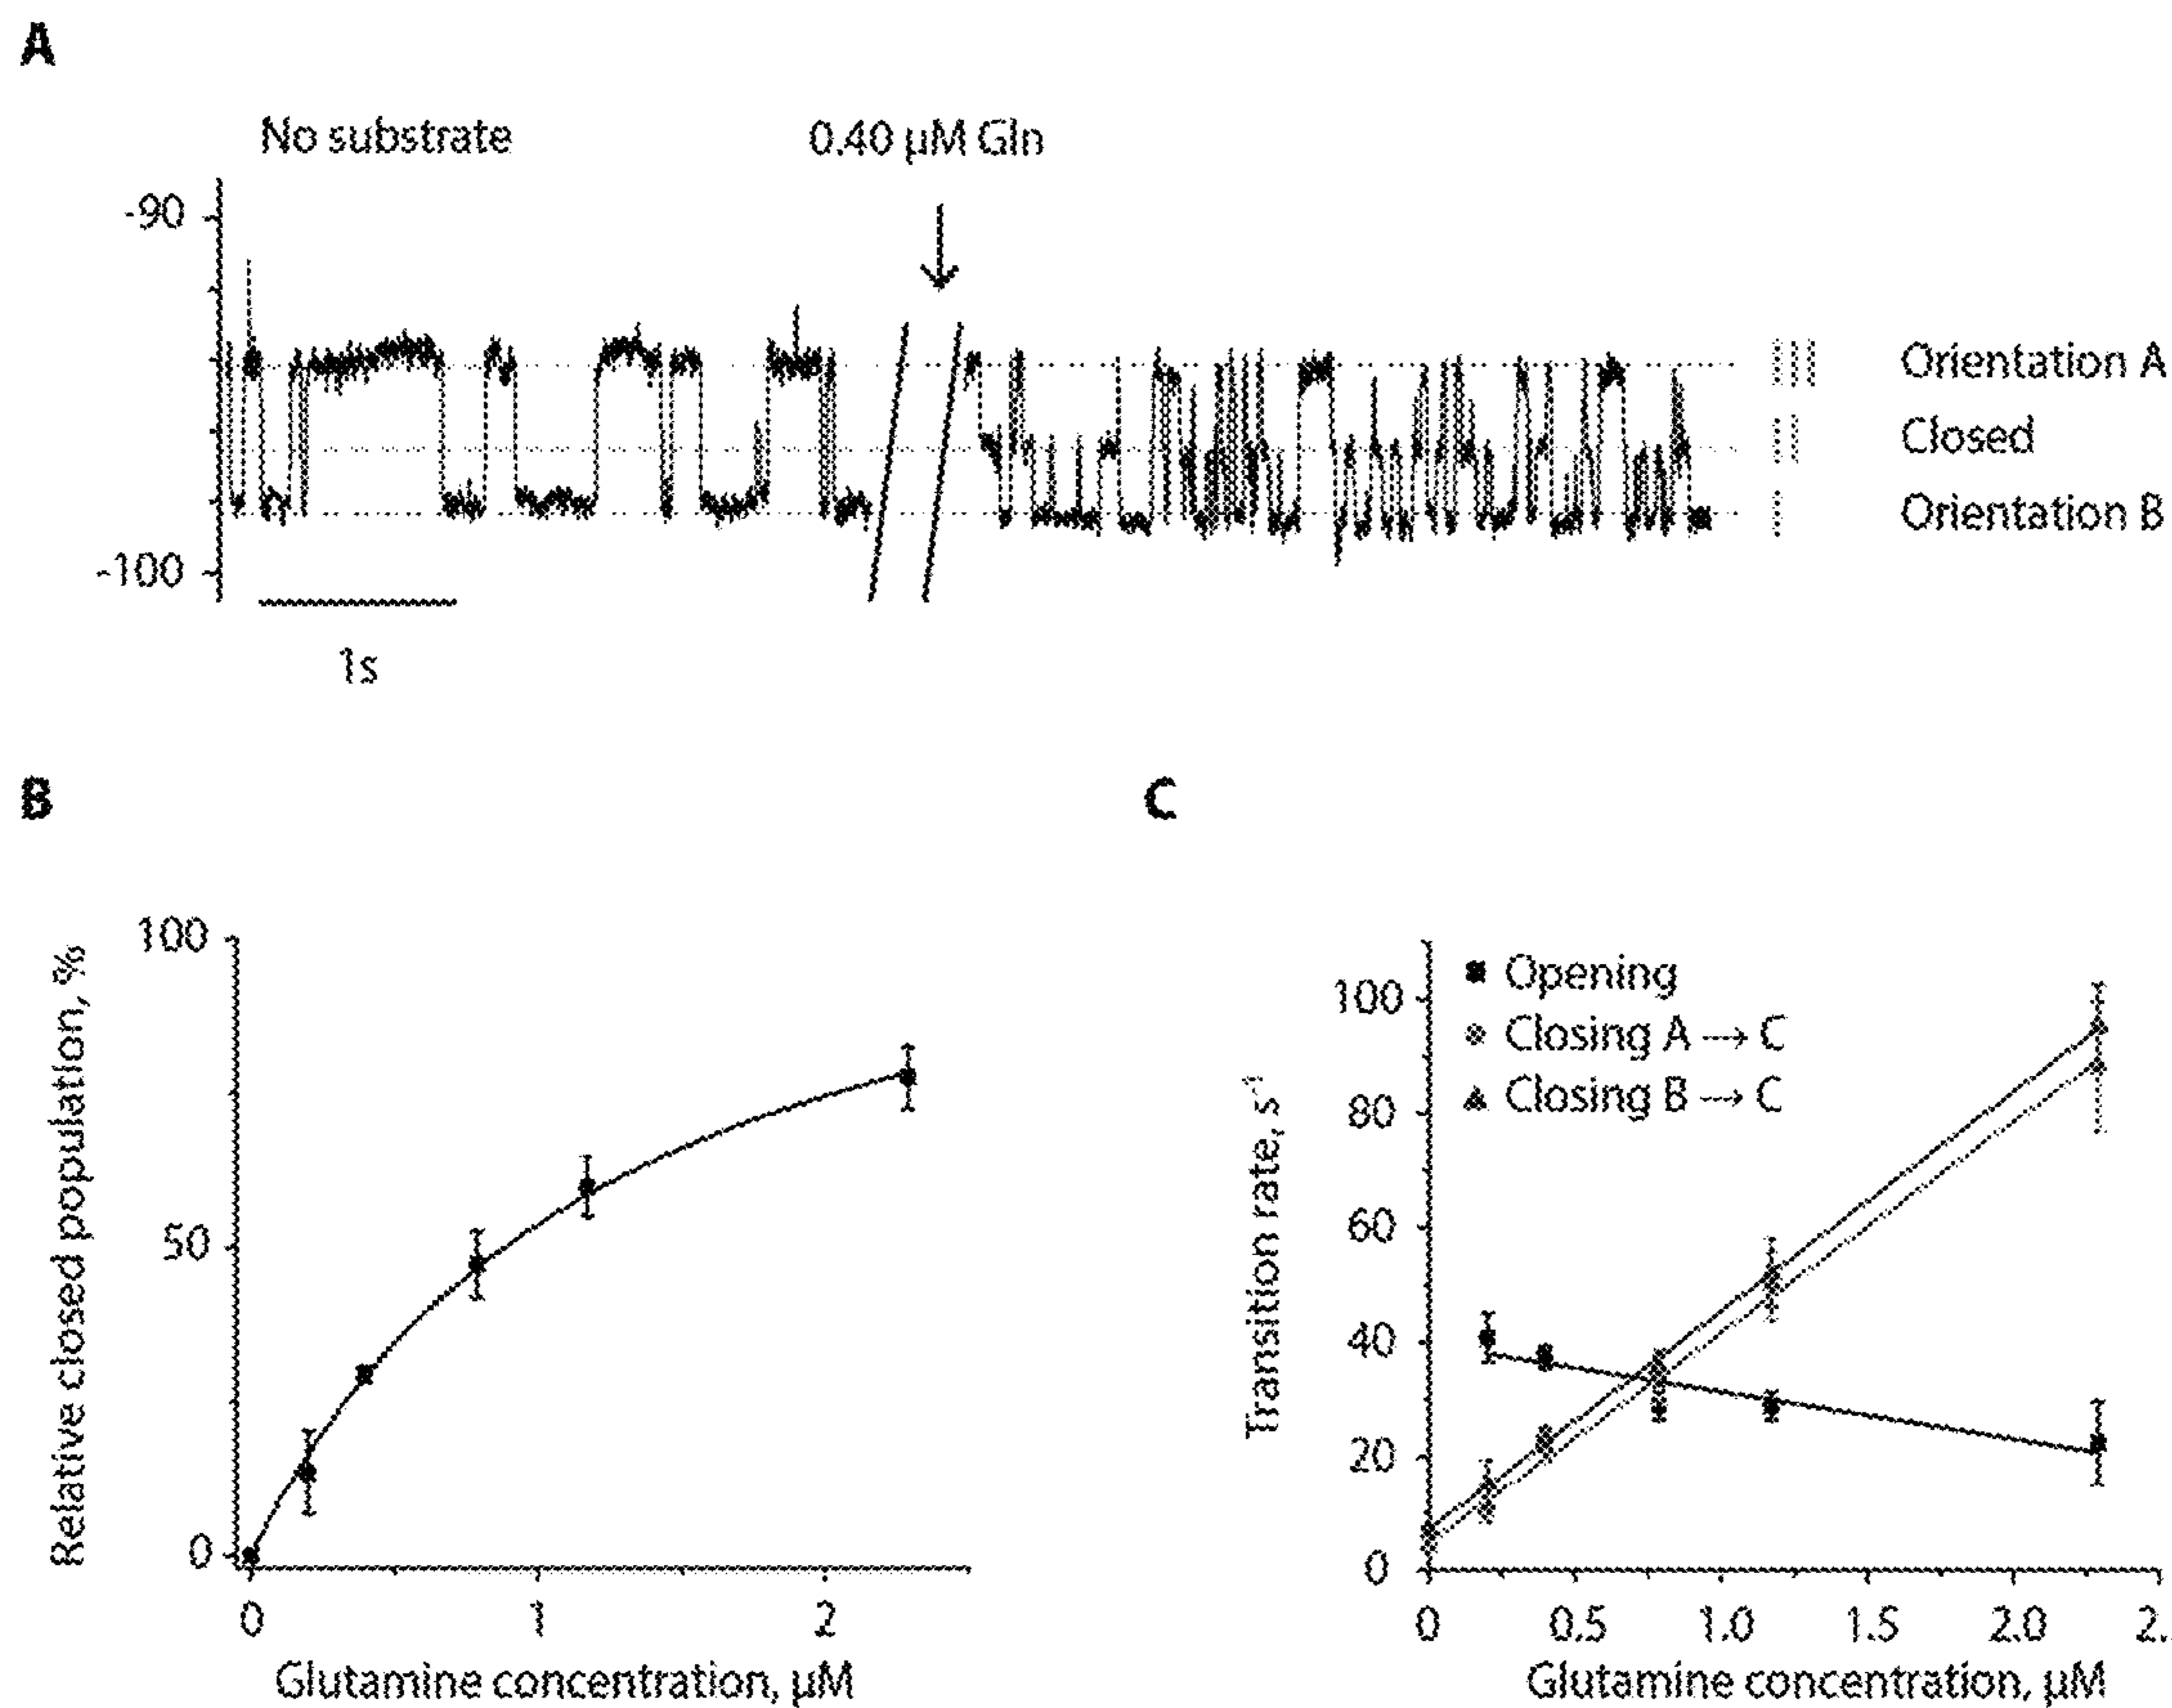 A
No substrate
0.40 µM Gln
-90
-100
1s
Orientation A
Closed
Orientation B
B
Relative closed population, %
100
50
0
0 1 2
Glutamine concentration, µM
C
Transition rate, s⁻¹
100
80
60
40
20
0
Opening
Closing A → C
Closing B → C
0 0.5 1.0 1.5 2.0 2.
Glutamine concentration, µM